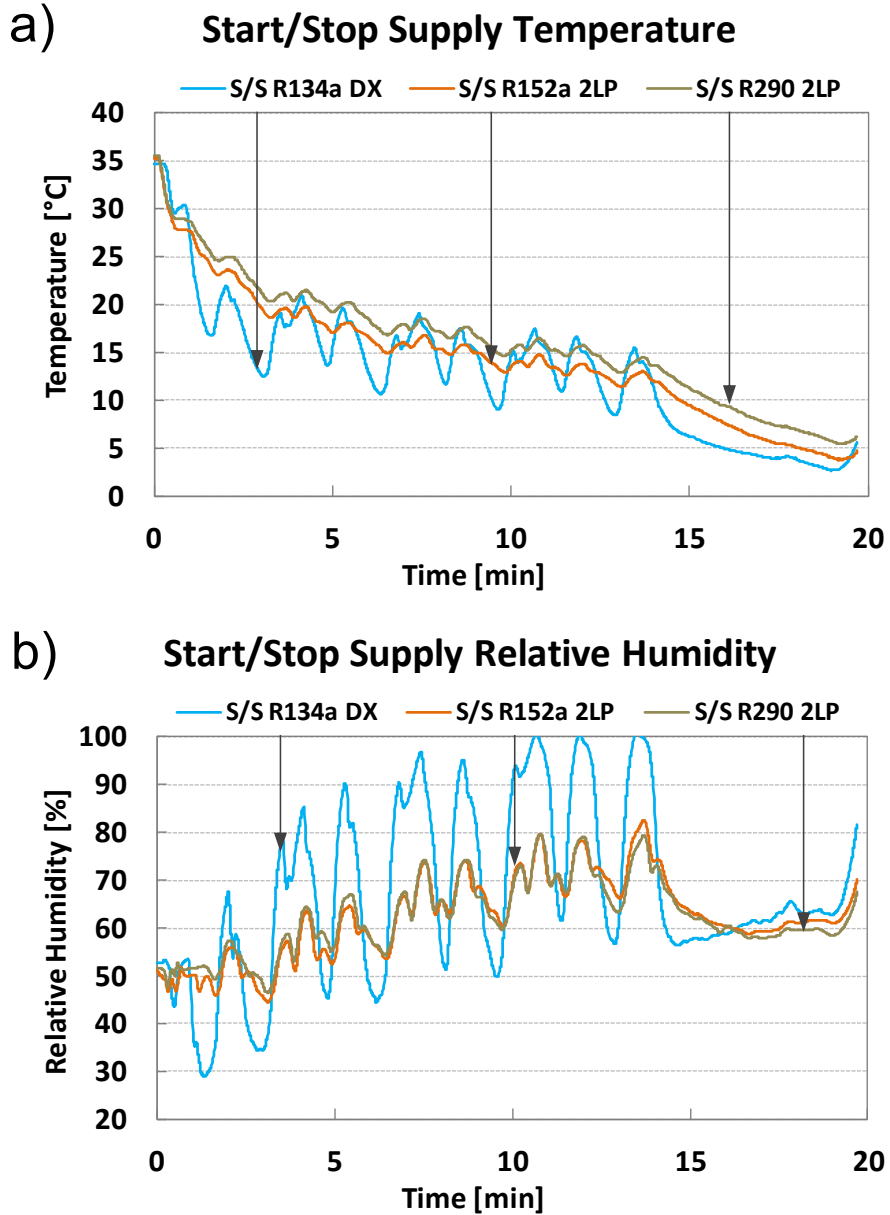 a)
Start/Stop Supply Temperature
S/S R134a DX S/S R152a 2LP S/S R290 2LP
40
35
30
25
20
15
10
5
0
Temperature [°C]
0 5 10 15 20
Time [min]
b)
Start/Stop Supply Relative Humidity
S/S R134a DX S/S R152a 2LP S/S R290 2LP
100
90
80
70
60
50
40
30
20
Relative Humidity [%]
0 5 10 15 20
Time [min]